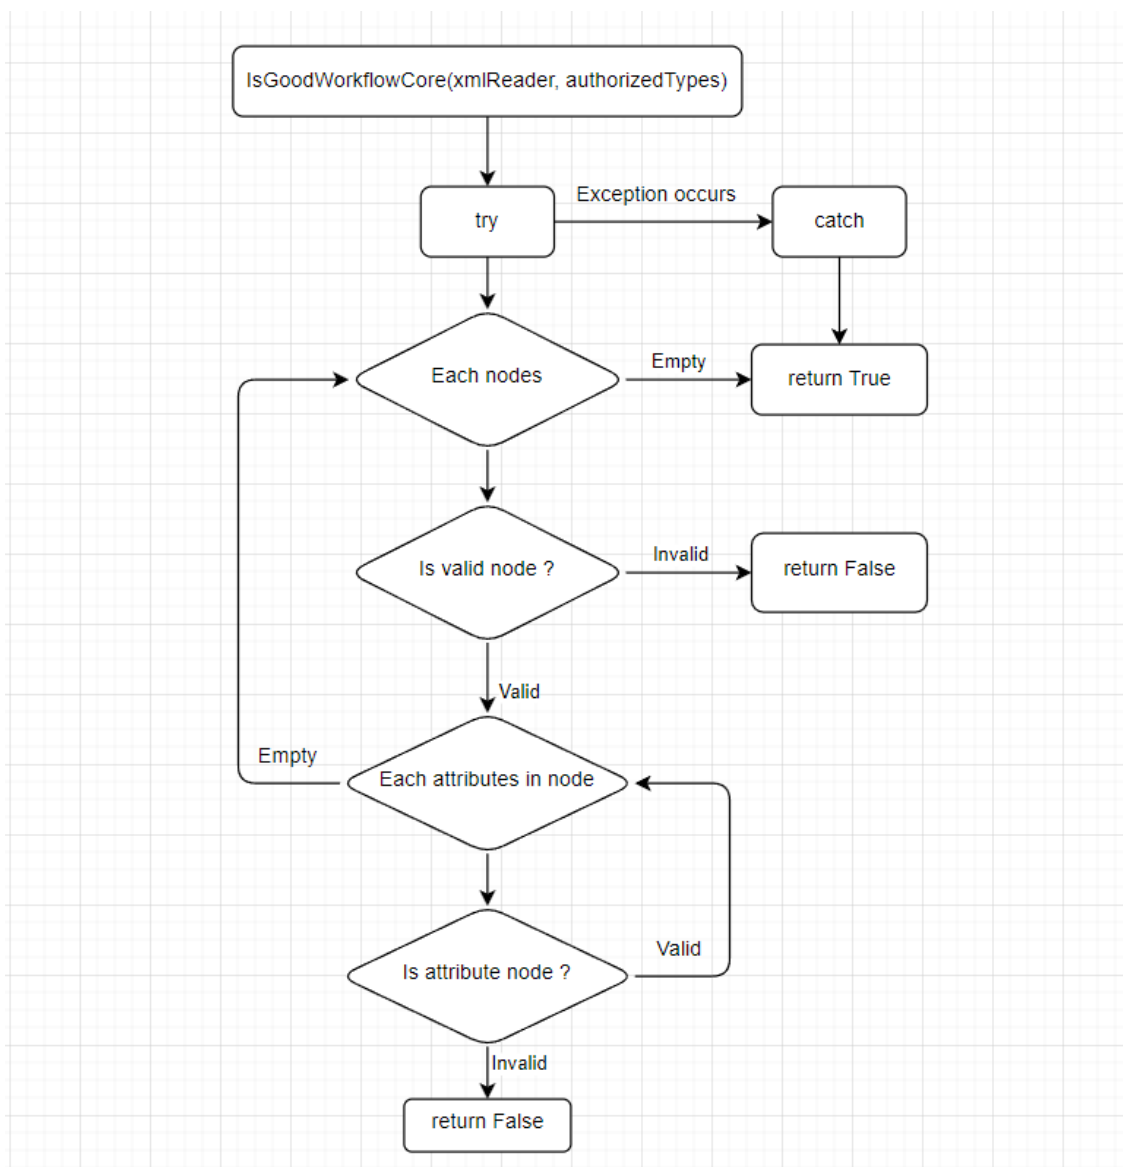 IsGoodWorkflowCore(xmlReader, authorizedTypes)
Exception occurs
try
catch
Each nodes
Empty
return True
Is valid node ?
Invalid
return False
Valid
Empty
Each attributes in node
Is attribute node ?
Valid
Invalid
return False